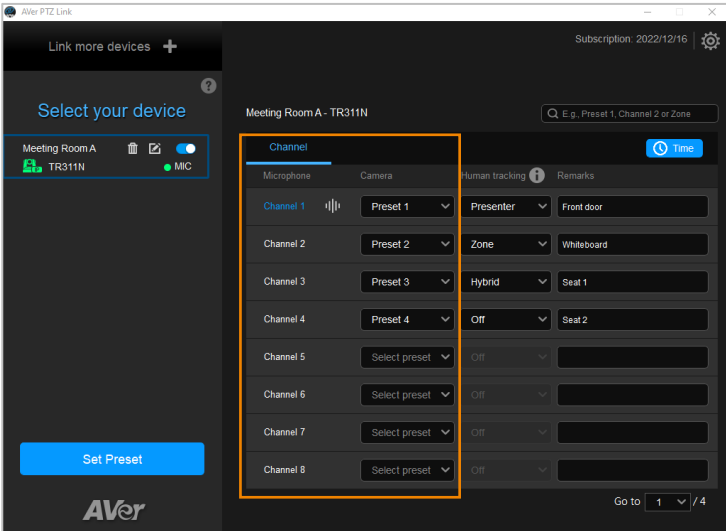 AVer PTZ Link
Link more devices +
Subscription: 2022/12/16
?
Select your device
Meeting Room A - TR311N
E.g., Preset 1, Channel 2 or Zone
Meeting Room A
TR311N
MIC
Channel
Time
Microphone Camera Human tracking i Remarks
Channel 1 Preset 1 Presenter Front door
Channel 2 Preset 2 Zone Whiteboard
Channel 3 Preset 3 Hybrid Seat 1
Channel 4 Preset 4 Off Seat 2
Channel 5 Select preset Off
Channel 6 Select preset Off
Channel 7 Select preset Off
Channel 8 Select preset Off
Set Preset
Go to 1 / 4
AVer